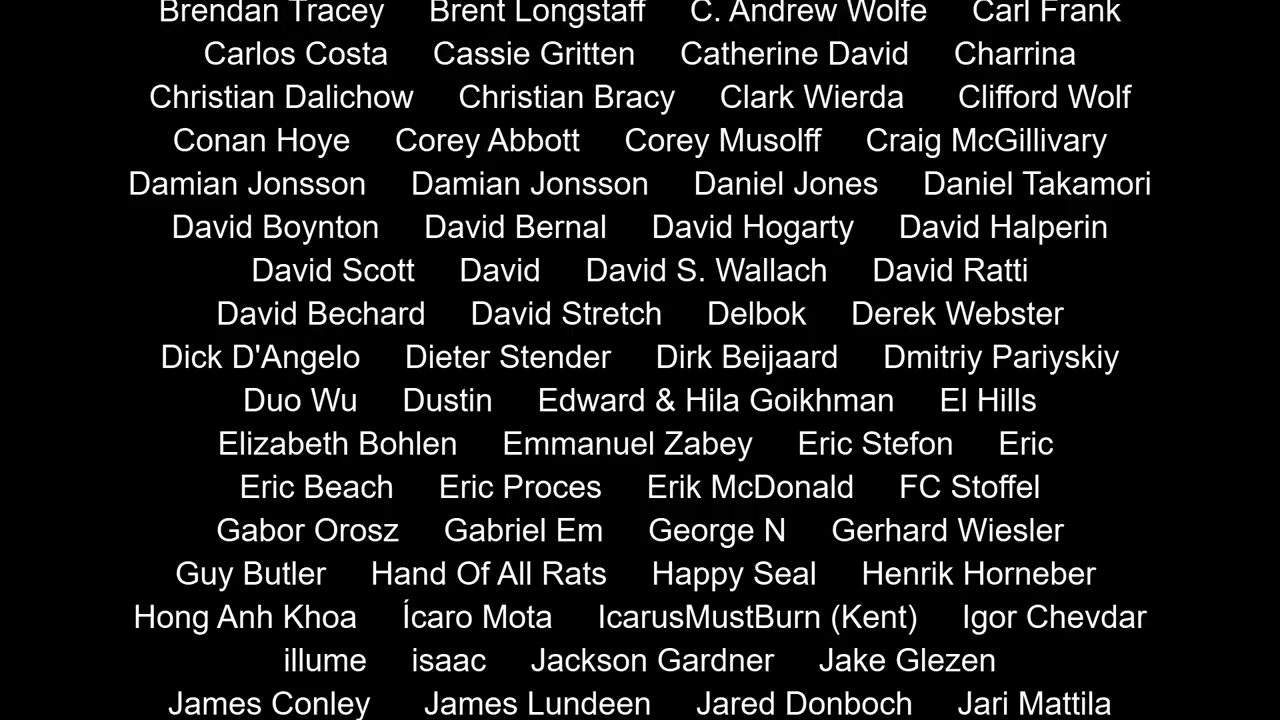 Brendan Tracey Brent Longstaff C. Andrew Wolfe Carl Frank
Carlos Costa Cassie Gritten Catherine David Charrina
Christian Dalichow Christian Bracy Clark Wierda Clifford Wolf
Conan Hoye Corey Abbott Corey Musolff Craig McGillivary
Damian Jonsson Damian Jonsson Daniel Jones Daniel Takamori
David Boynton David Bernal David Hogarty David Halperin
David Scott David David S. Wallach David Ratti
David Bechard David Stretch Delbok Derek Webster
Dick D'Angelo Dieter Stender Dirk Beijaard Dmitriy Pariyskiy
Duo Wu Dustin Edward & Hila Goikhman El Hills
Elizabeth Bohlen Emmanuel Zabey Eric Stefon Eric
Eric Beach Eric Proces Erik McDonald FC Stoffel
Gabor Orosz Gabriel Em George N Gerhard Wiesler
Guy Butler Hand Of All Rats Happy Seal Henrik Horneber
Hong Anh Khoa Ícaro Mota IcarusMustBurn (Kent) Igor Chevdar
illume isaac Jackson Gardner Jake Glezen
James Conley James Lundeen Jared Donboch Jari Mattila